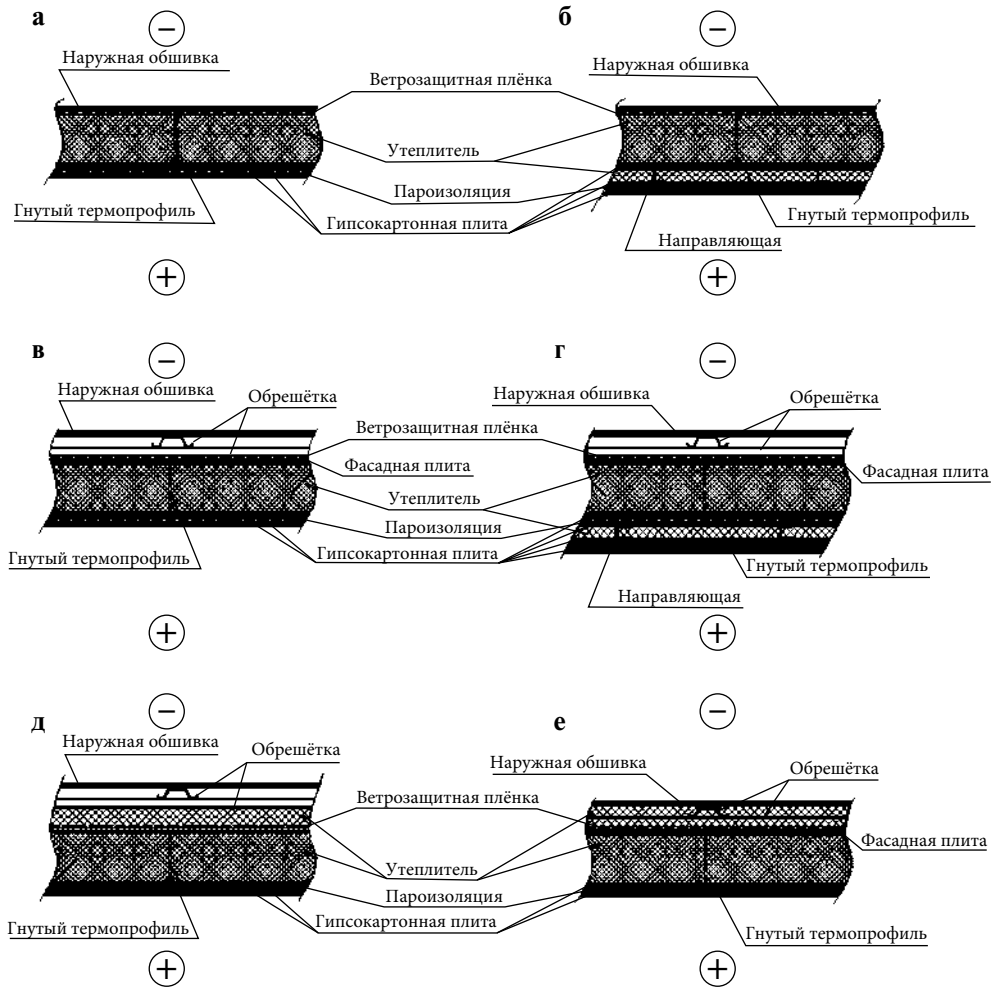 а
б
−
−
Наружная обшивка
Наружная обшивка
Ветрозащитная плёнка
Утеплитель
Пароизоляция
Гнутый термопрофиль
Гипсокартонная плита
Гнутый термопрофиль
Направляющая
+
+
в
г
−
−
Наружная обшивка
Обрешётка
Наружная обшивка
Обрешётка
Ветрозащитная плёнка
Фасадная плита
Фасадная плита
Утеплитель
Пароизоляция
Гипсокартонная плита
Гнутый термопрофиль
Гнутый термопрофиль
Направляющая
+
+
д
е
−
−
Наружная обшивка
Обрешётка
Наружная обшивка
Обрешётка
Ветрозащитная плёнка
Фасадная плита
Утеплитель
Пароизоляция
Гипсокартонная плита
Гнутый термопрофиль
Гнутый термопрофиль
+
+